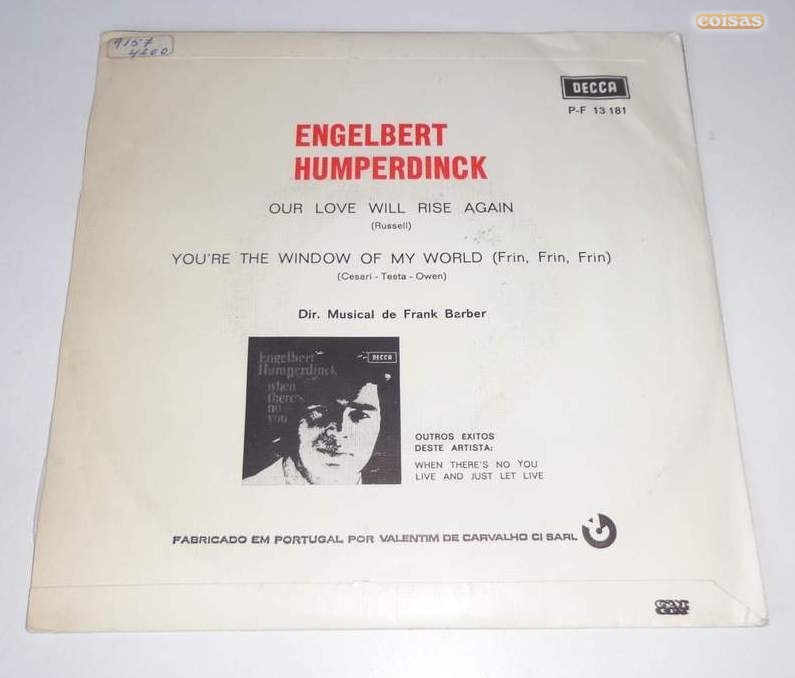 coisas
9157
4200
DECCA
P-F 13181
ENGELBERT
HUMPERDINCK
OUR LOVE WILL RISE AGAIN
(Russell)
YOU'RE THE WINDOW OF MY WORLD (Frin, Frin, Frin)
(Cesari - Testa - Owen)
Dir. Musical de Frank Barber
Engelbert
Humperdinck
DECCA
when
there's
no
you
OUTROS EXITOS
DESTE ARTISTA:
WHEN THERE'S NO YOU
LIVE AND JUST LET LIVE
FABRICADO EM PORTUGAL POR VALENTIM DE CARVALHO CI SARL